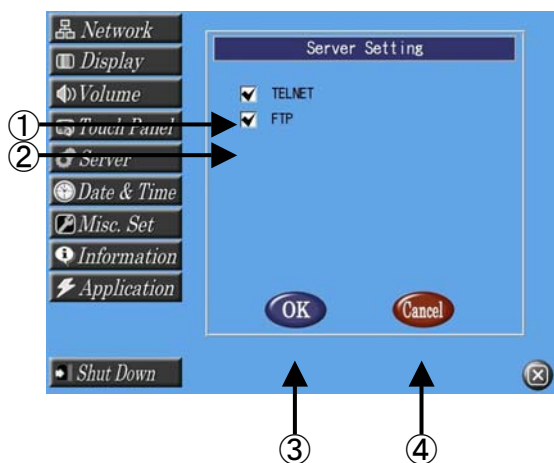 Network
Display
Volume
Touch Panel
Server
Date & Time
Misc. Set
Information
Application
Shut Down
Server Setting
TELNET
FTP
OK
Cancel
①
②
③
④